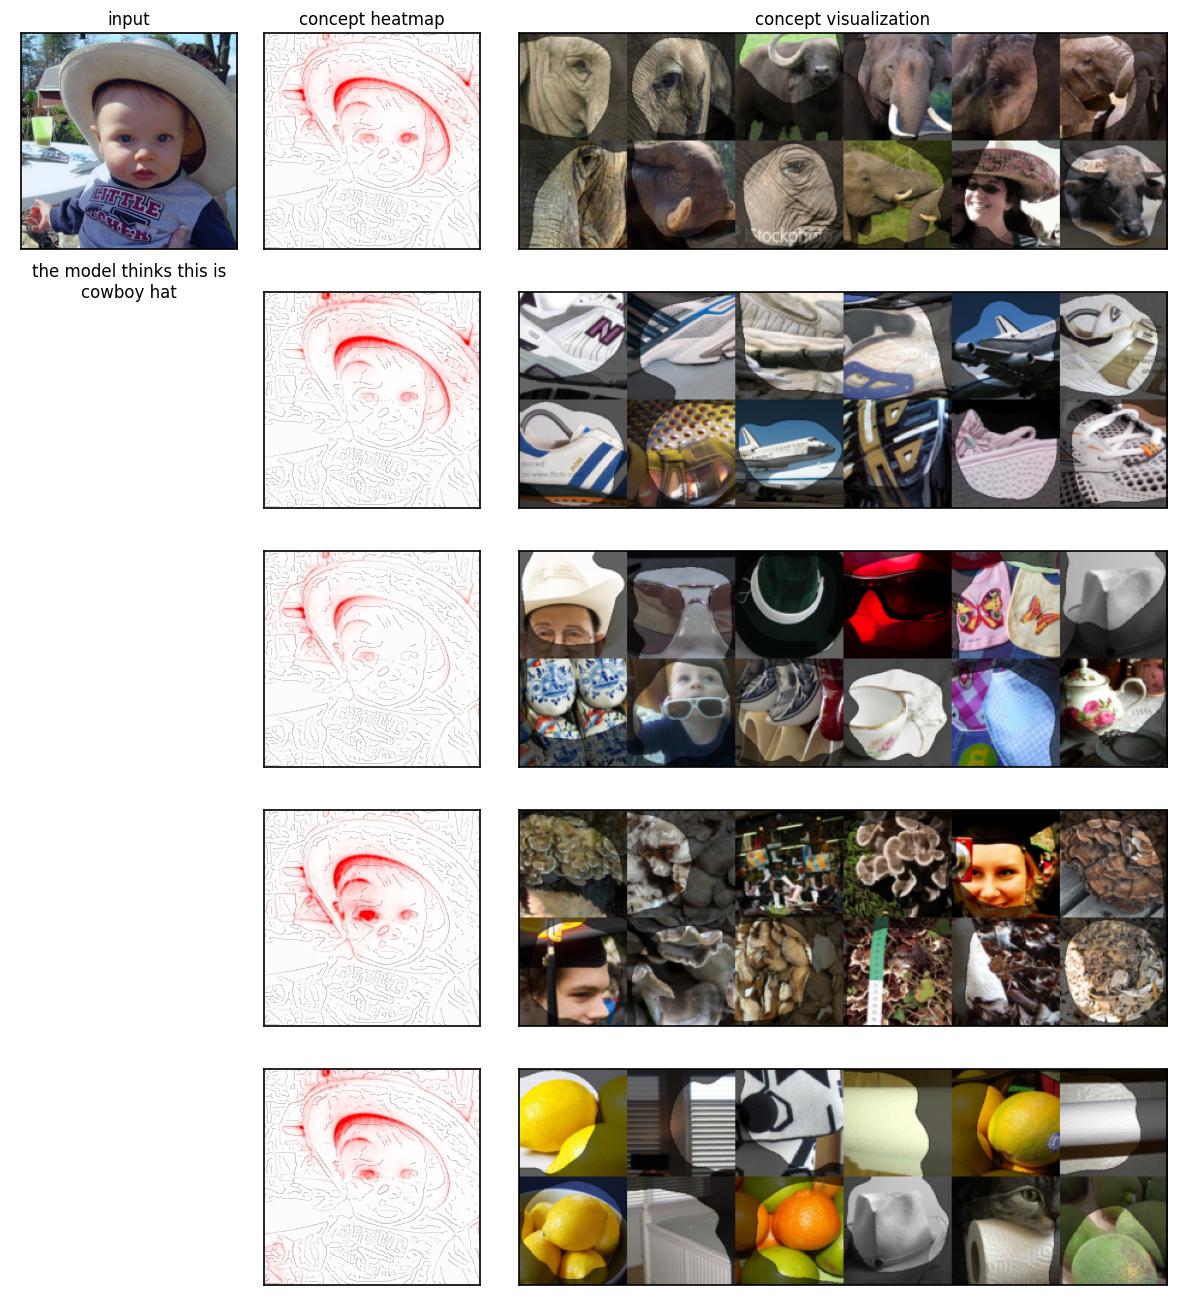 input
concept heatmap
concept visualization
LITTLE
the model thinks this is
cowboy hat
N